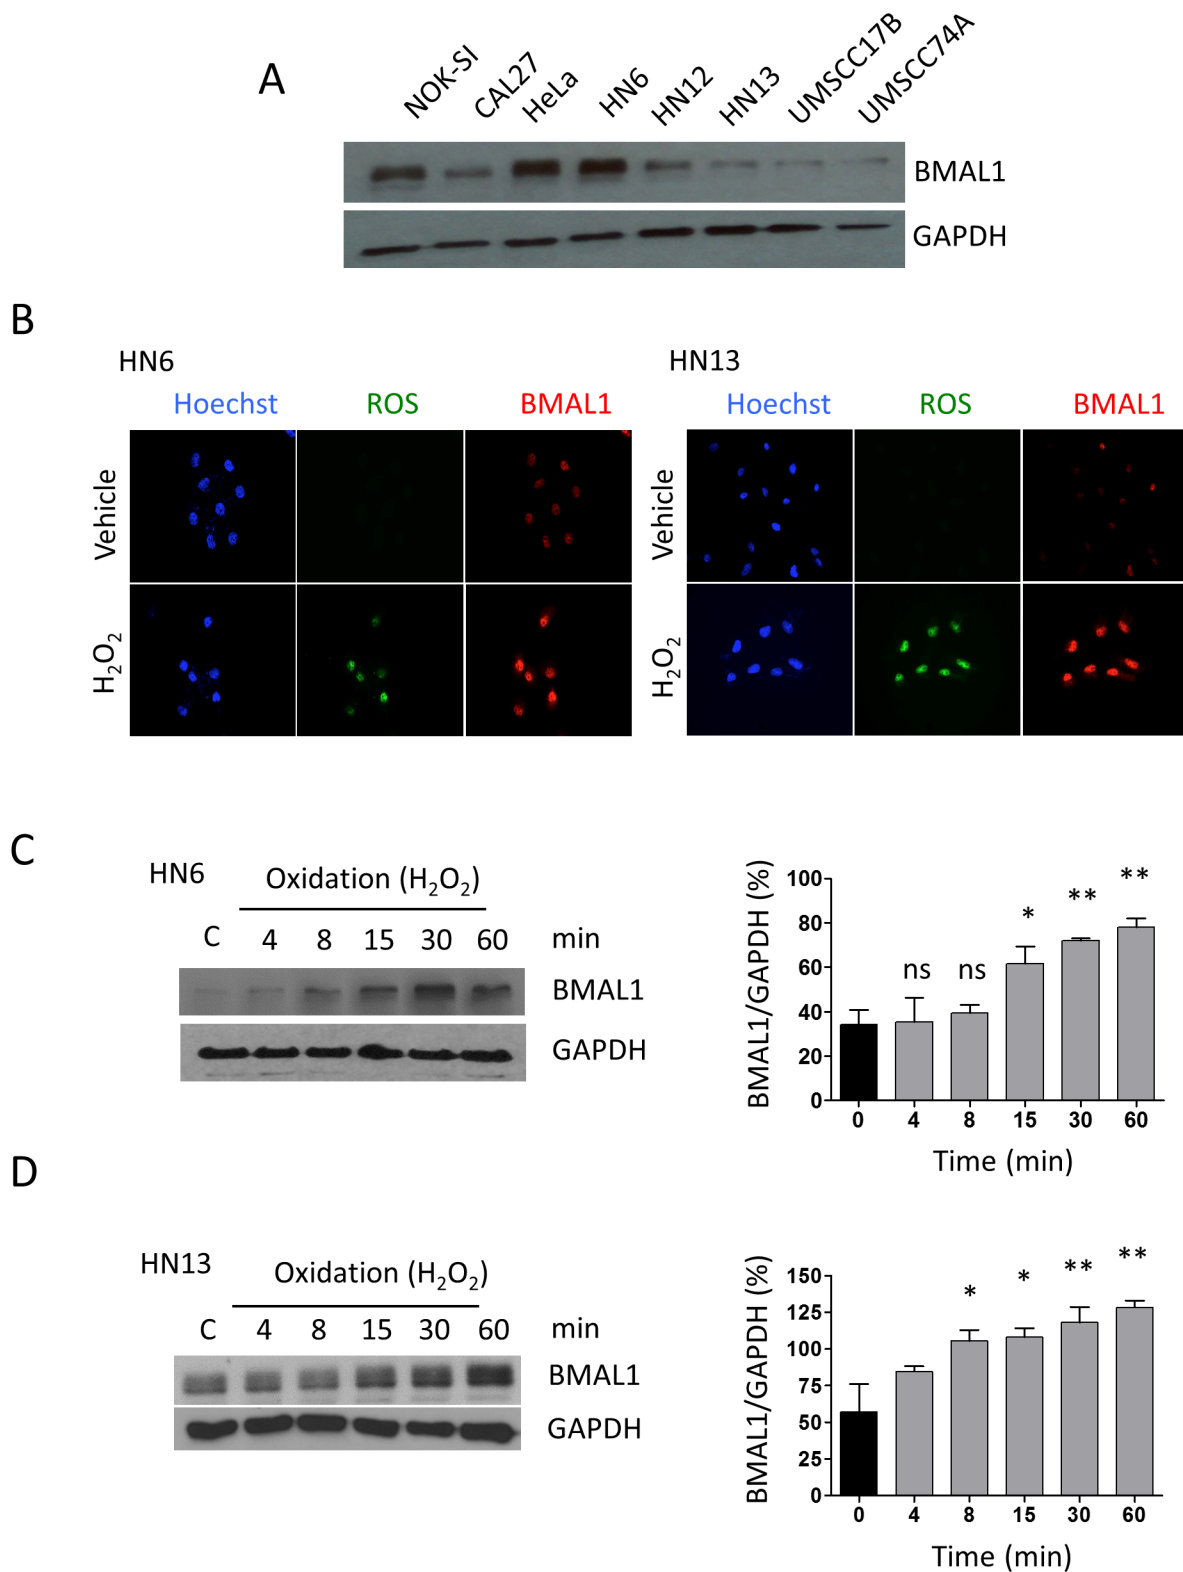 A
NOK-SI CAL27 HeLa HN6 HN12 HN13 UMSCC17B UMSCC74A
BMAL1
GAPDH
B
HN6
Hoechst ROS BMAL1
Vehicle
H₂O₂
HN13
Hoechst ROS BMAL1
Vehicle
H₂O₂
C
HN6
Oxidation (H₂O₂)
C 4 8 15 30 60 min
BMAL1
GAPDH
BMAL1/GAPDH (%)
100
80
60
40
20
0
ns ns * ** **
0 4 8 15 30 60
Time (min)
D
HN13
Oxidation (H₂O₂)
C 4 8 15 30 60 min
BMAL1
GAPDH
BMAL1/GAPDH (%)
150
125
100
75
50
25
0
* * ** **
0 4 8 15 30 60
Time (min)